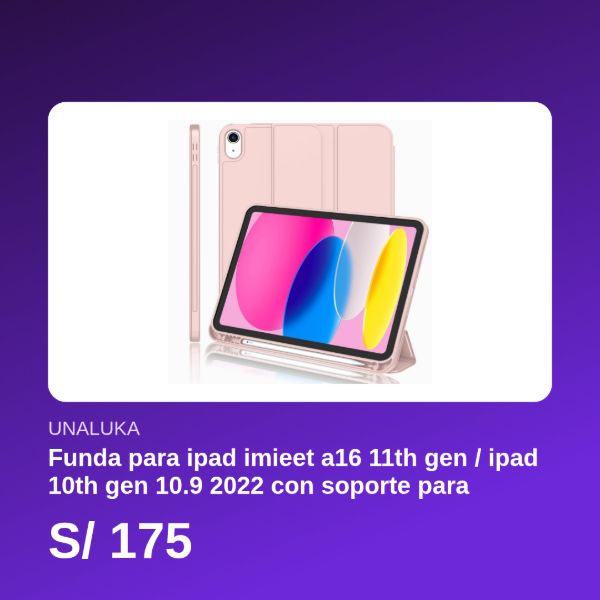 UNALUKA
Funda para ipad imieet a16 11th gen / ipad
10th gen 10.9 2022 con soporte para
S/ 175